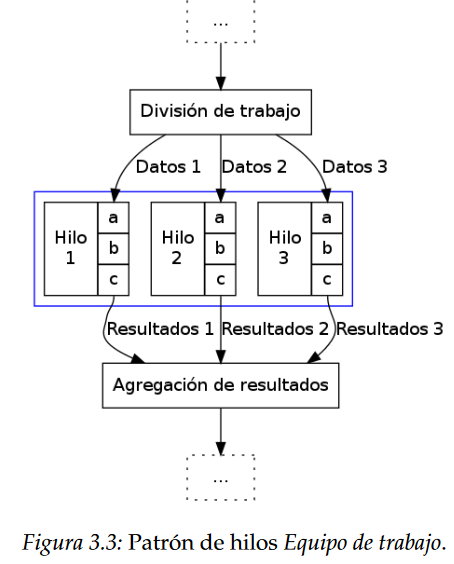 ...
División de trabajo
Datos 1 Datos 2 Datos 3
Hilo
1
a
b
c
Hilo
2
a
b
c
Hilo
3
a
b
c
Resultados 1 Resultados 2 Resultados 3
Agregación de resultados
...
Figura 3.3: Patrón de hilos Equipo de trabajo.